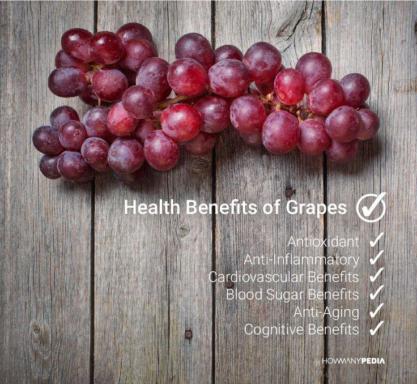 Health Benefits of Grapes
Antioxidant
Anti-Inflammatory
Cardiovascular Benefits
Blood Sugar Benefits
Anti-Aging
Cognitive Benefits
HOWMANYPEDIA